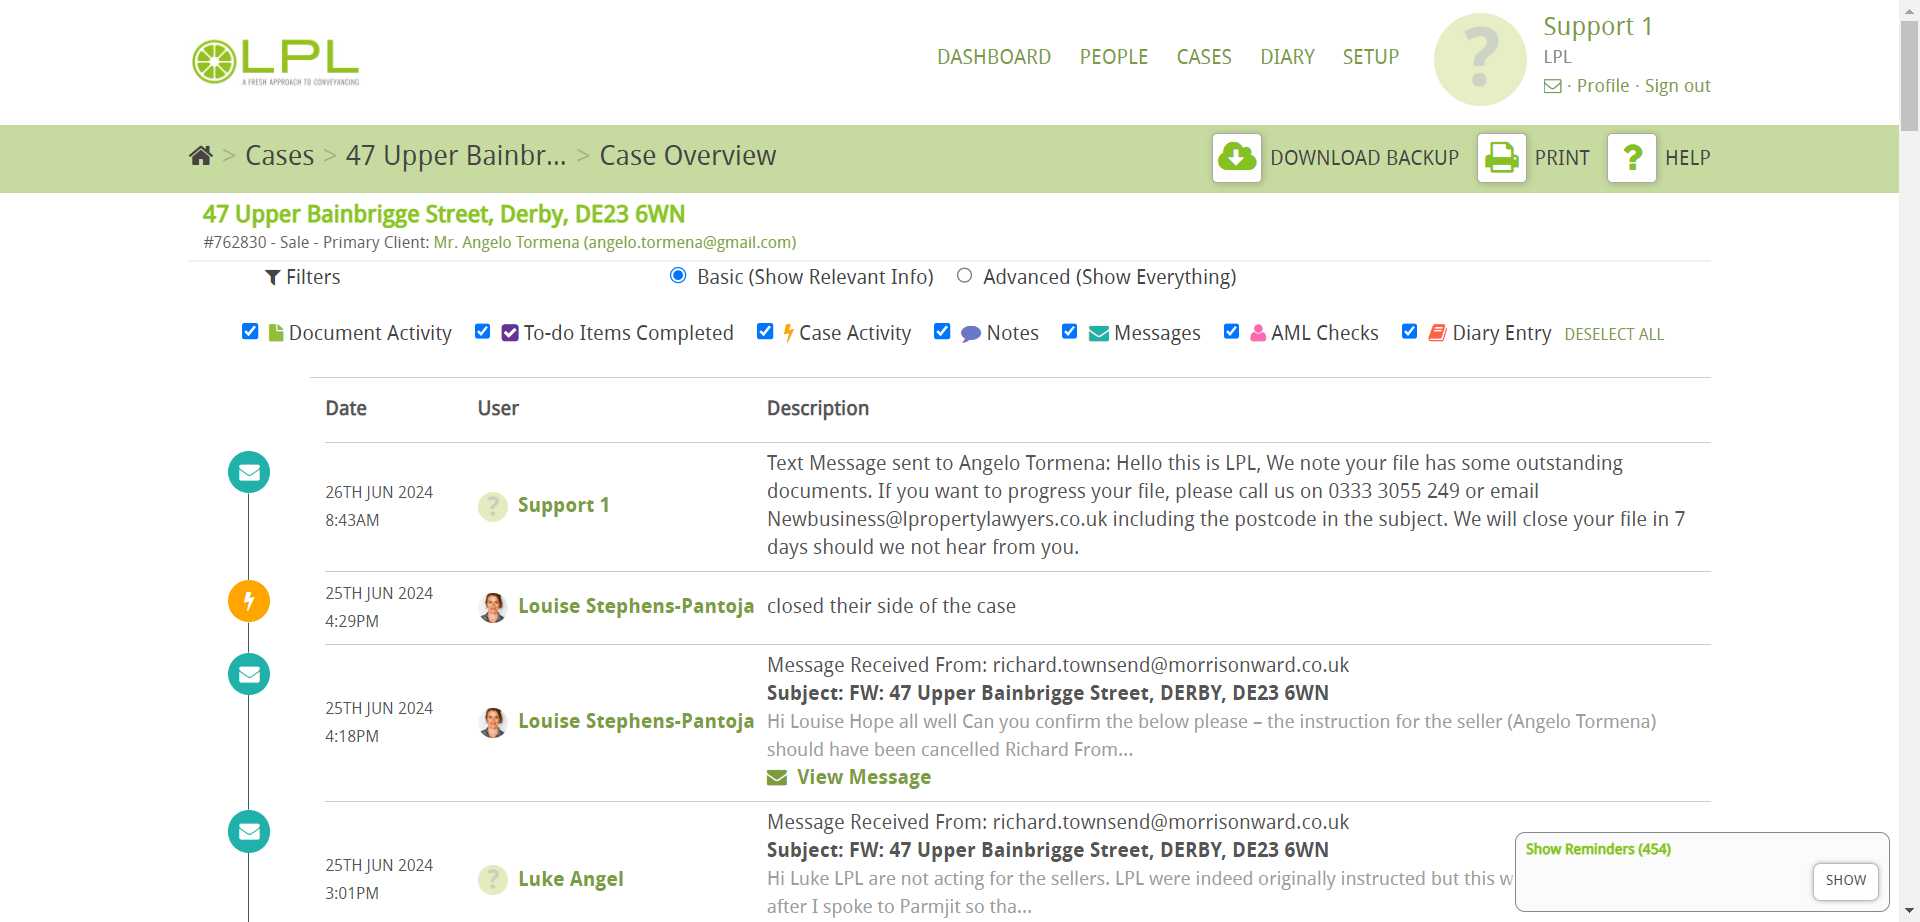 LPL
A FRESH APPROACH TO CONVEYANCING
DASHBOARD PEOPLE CASES DIARY SETUP
?
Support 1
LPL
· Profile · Sign out
> Cases > 47 Upper Bainbr... > Case Overview
DOWNLOAD BACKUP PRINT ? HELP
47 Upper Bainbrigge Street, Derby, DE23 6WN
#762830 - Sale - Primary Client: Mr. Angelo Tormena (angelo.tormena@gmail.com)
Filters Basic (Show Relevant Info) Advanced (Show Everything)
Document Activity To-do Items Completed Case Activity Notes Messages AML Checks Diary Entry DESELECT ALL
Date User Description
26TH JUN 2024
8:43AM
? Support 1
Text Message sent to Angelo Tormena: Hello this is LPL, We note your file has some outstanding
documents. If you want to progress your file, please call us on 0333 3055 249 or email
Newbusiness@lpropertylawyers.co.uk including the postcode in the subject. We will close your file in 7
days should we not hear from you.
25TH JUN 2024
4:29PM
Louise Stephens-Pantoja closed their side of the case
25TH JUN 2024
4:18PM
Louise Stephens-Pantoja
Message Received From: richard.townsend@morrisonward.co.uk
Subject: FW: 47 Upper Bainbrigge Street, DERBY, DE23 6WN
Hi Louise Hope all well Can you confirm the below please – the instruction for the seller (Angelo Tormena)
should have been cancelled Richard From...
View Message
25TH JUN 2024
3:01PM
? Luke Angel
Message Received From: richard.townsend@morrisonward.co.uk
Subject: FW: 47 Upper Bainbrigge Street, DERBY, DE23 6WN
Hi Luke LPL are not acting for the sellers. LPL were indeed originally instructed but this w
after I spoke to Parmjit so tha...
Show Reminders (454)
SHOW